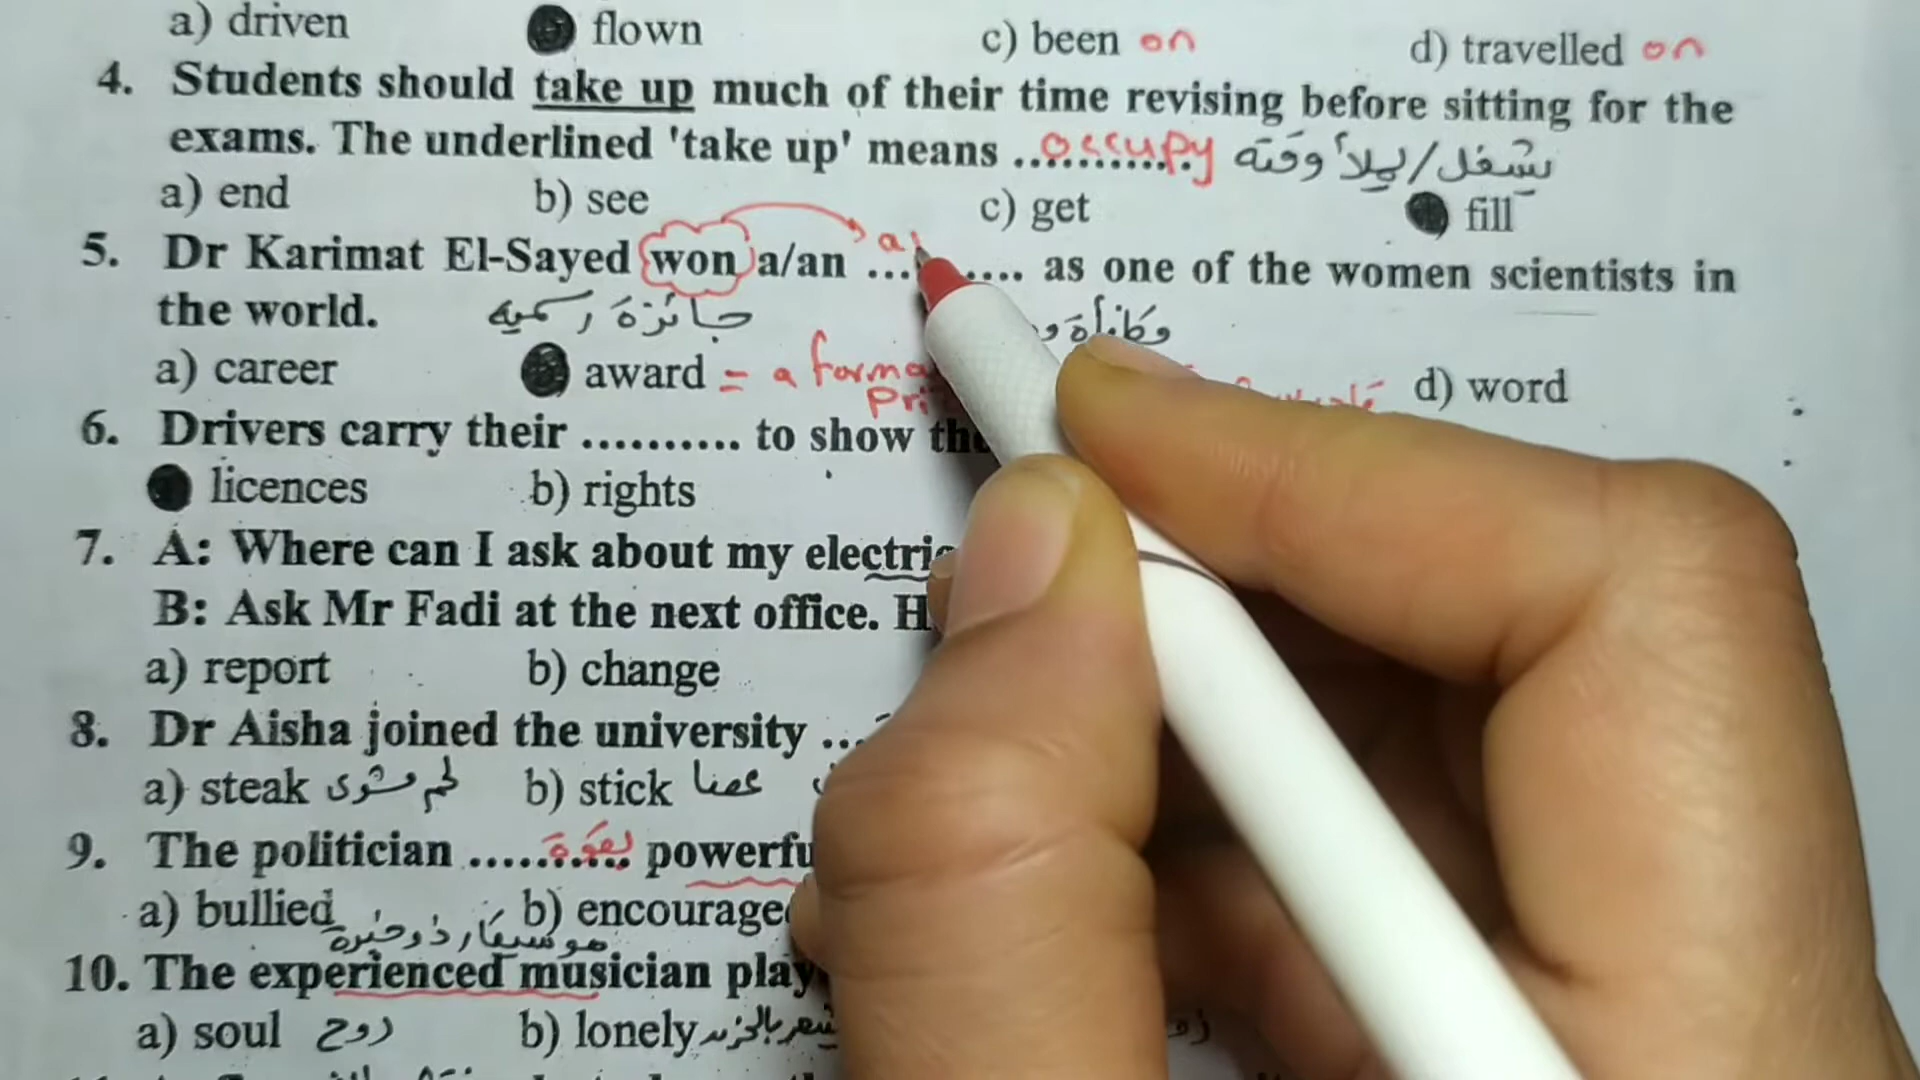 a) driven flown c) been on d) travelled on
4. Students should take up much of their time revising before sitting for the
exams. The underlined 'take up' means .......... occupy يشغل / يملأ وقته
a) end b) see c) get fill
5. Dr Karimat El-Sayed won a/an ... .... as one of the women scientists in
the world. جائزة رسمية
a) career award = a forma d) word
6. Drivers carry their .......... to show
licences b) rights
7. A: Where can I ask about my electric
B: Ask Mr Fadi at the next office. H
a) report b) change
8. Dr Aisha joined the university ...
a) steak لحم مشوى b) stick عصا
9. The politician .......... بقوة powerfu
a) bullied b) encourage
موسيقار ذو خبرة
10. The experienced musician play
a) soul روح b) lonely